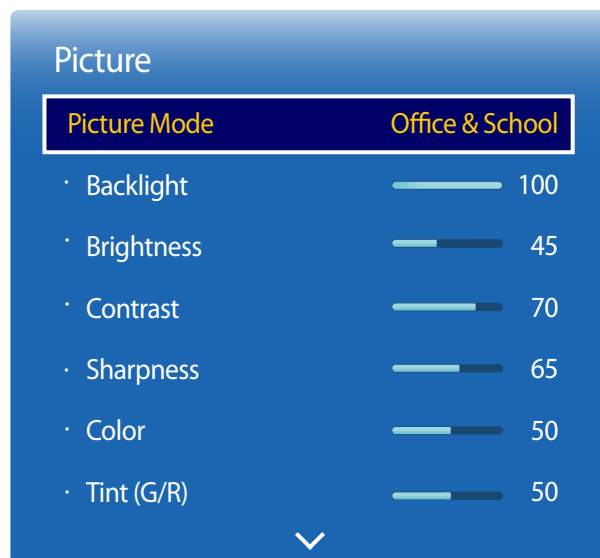 Picture
Picture Mode Office & School
· Backlight 100
· Brightness 45
· Contrast 70
· Sharpness 65
· Color 50
· Tint (G/R) 50